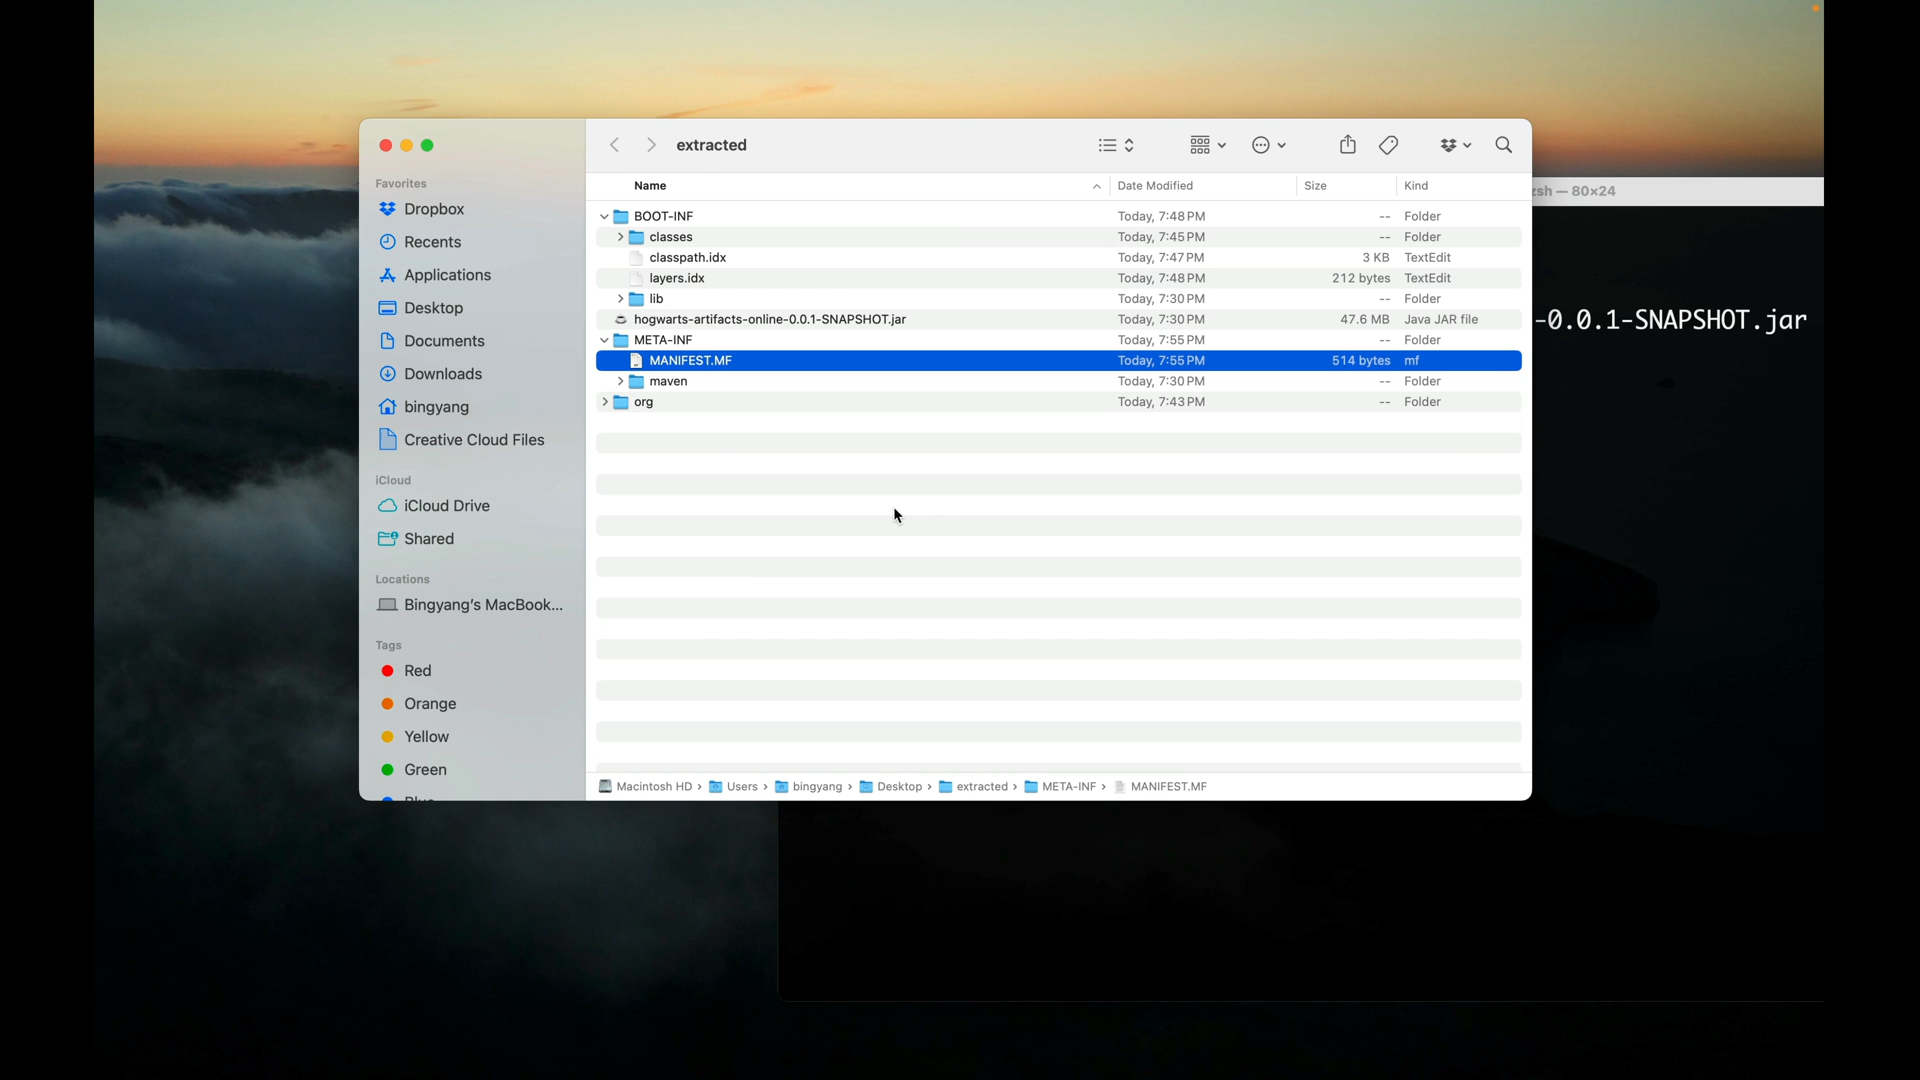 extracted
Favorites
Dropbox
Recents
Applications
Desktop
Documents
Downloads
bingyang
Creative Cloud Files
iCloud
iCloud Drive
Shared
Locations
Bingyang's MacBook...
Tags
Red
Orange
Yellow
Green
Name Date Modified Size Kind
BOOT-INF Today, 7:48 PM -- Folder
classes Today, 7:45 PM -- Folder
classpath.idx Today, 7:47 PM 3 KB TextEdit
layers.idx Today, 7:48 PM 212 bytes TextEdit
lib Today, 7:30 PM -- Folder
hogwarts-artifacts-online-0.0.1-SNAPSHOT.jar Today, 7:30 PM 47.6 MB Java JAR file
META-INF Today, 7:55 PM -- Folder
MANIFEST.MF Today, 7:55 PM 514 bytes mf
maven Today, 7:30 PM -- Folder
org Today, 7:43 PM -- Folder
Macintosh HD › Users › bingyang › Desktop › extracted › META-INF › MANIFEST.MF
zsh — 80×24
-0.0.1-SNAPSHOT.jar